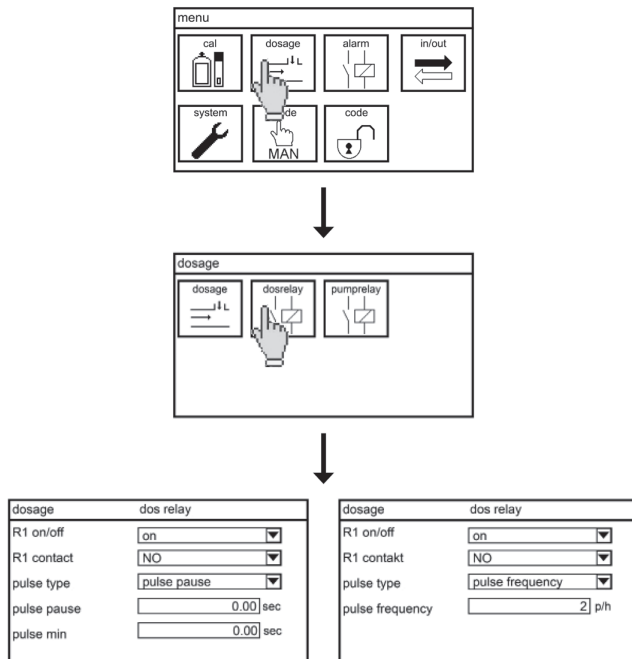 menu
cal dosage alarm in/out
system code
MAN
dosage
dosage dosrelay pumprelay
dosage dos relay
R1 on/off on
R1 contact NO
pulse type pulse pause
pulse pause 0.00 sec
pulse min 0.00 sec
dosage dos relay
R1 on/off on
R1 contakt NO
pulse type pulse frequency
pulse frequency 2 p/h